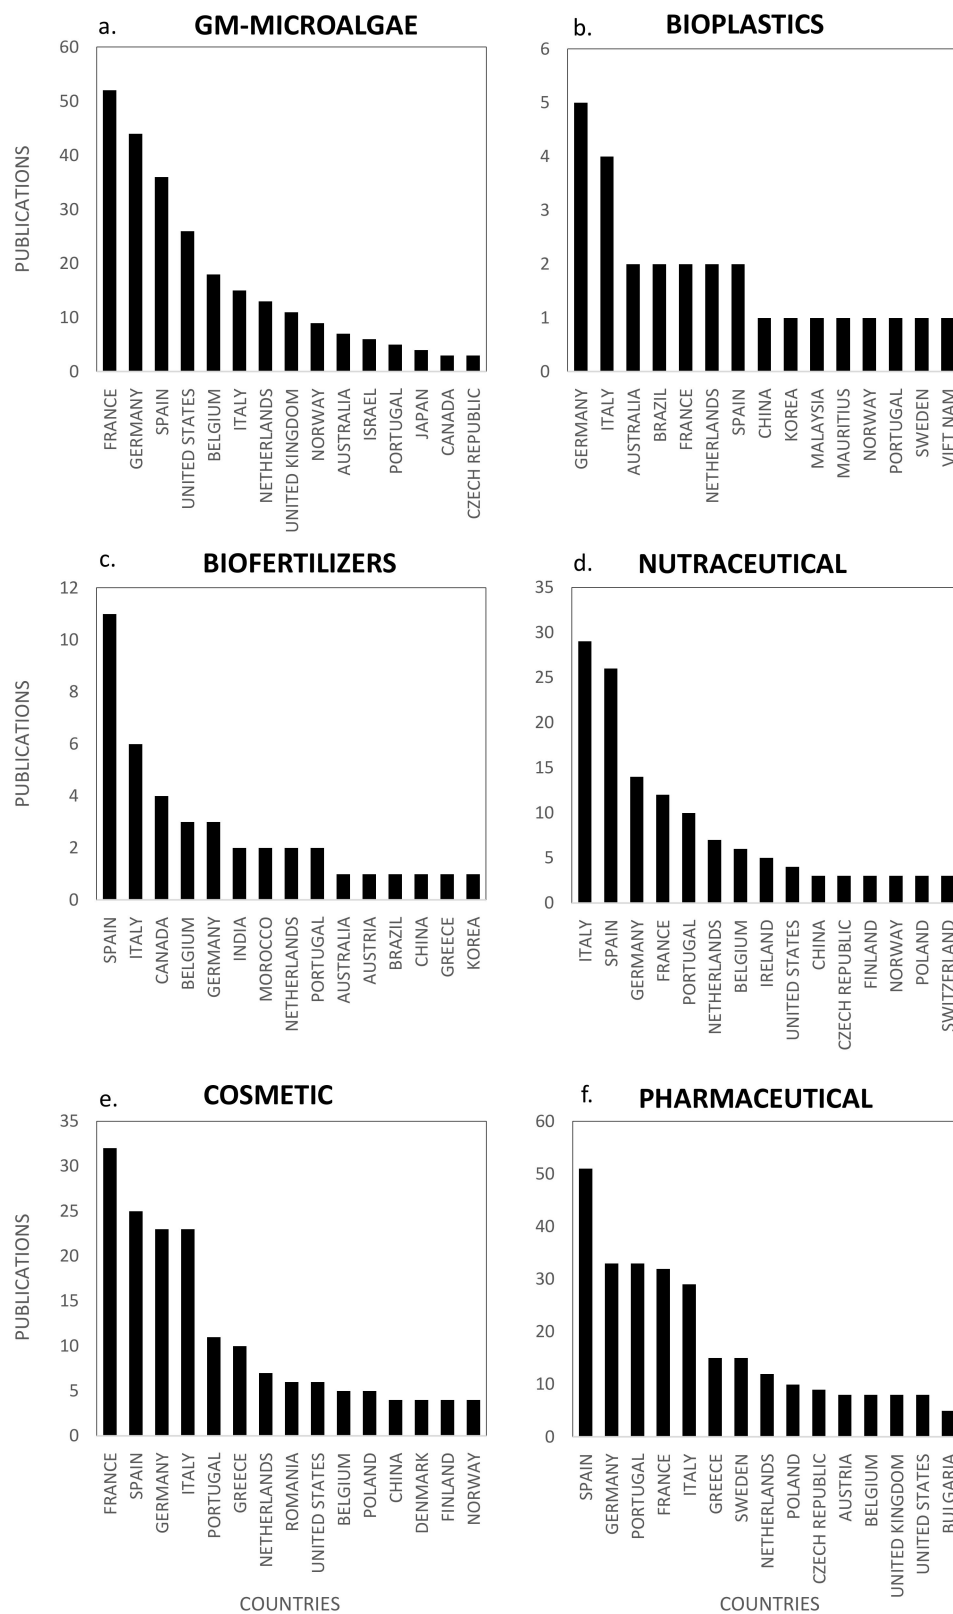 a. GM-MICROALGAE
PUBLICATIONS
60
50
40
30
20
10
0
FRANCE
GERMANY
SPAIN
UNITED STATES
BELGIUM
ITALY
NETHERLANDS
UNITED KINGDOM
NORWAY
AUSTRALIA
ISRAEL
PORTUGAL
JAPAN
CANADA
CZECH REPUBLIC
b. BIOPLASTICS
6
5
4
3
2
1
0
GERMANY
ITALY
AUSTRALIA
BRAZIL
FRANCE
NETHERLANDS
SPAIN
CHINA
KOREA
MALAYSIA
MAURITIUS
NORWAY
PORTUGAL
SWEDEN
VIET NAM
c. BIOFERTILIZERS
PUBLICATIONS
12
10
8
6
4
2
0
SPAIN
ITALY
CANADA
BELGIUM
GERMANY
INDIA
MOROCCO
NETHERLANDS
PORTUGAL
AUSTRALIA
AUSTRIA
BRAZIL
CHINA
GREECE
KOREA
d. NUTRACEUTICAL
35
30
25
20
15
10
5
0
ITALY
SPAIN
GERMANY
FRANCE
PORTUGAL
NETHERLANDS
BELGIUM
IRELAND
UNITED STATES
CHINA
CZECH REPUBLIC
FINLAND
NORWAY
POLAND
SWITZERLAND
e. COSMETIC
PUBLICATIONS
35
30
25
20
15
10
5
0
FRANCE
SPAIN
GERMANY
ITALY
PORTUGAL
GREECE
NETHERLANDS
ROMANIA
UNITED STATES
BELGIUM
POLAND
CHINA
DENMARK
FINLAND
NORWAY
COUNTRIES
f. PHARMACEUTICAL
60
50
40
30
20
10
0
SPAIN
GERMANY
PORTUGAL
FRANCE
ITALY
GREECE
SWEDEN
NETHERLANDS
POLAND
CZECH REPUBLIC
AUSTRIA
BELGIUM
UNITED KINGDOM
UNITED STATES
BULGARIA
COUNTRIES